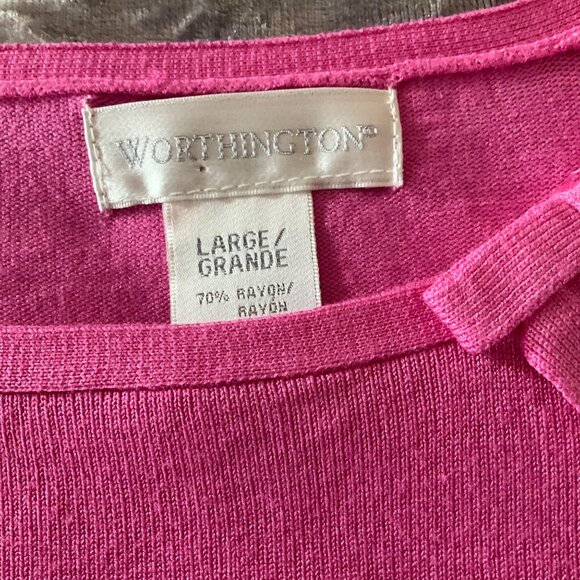 WORTHINGTON®
LARGE/
GRANDE
70% RAYON/
RAYON